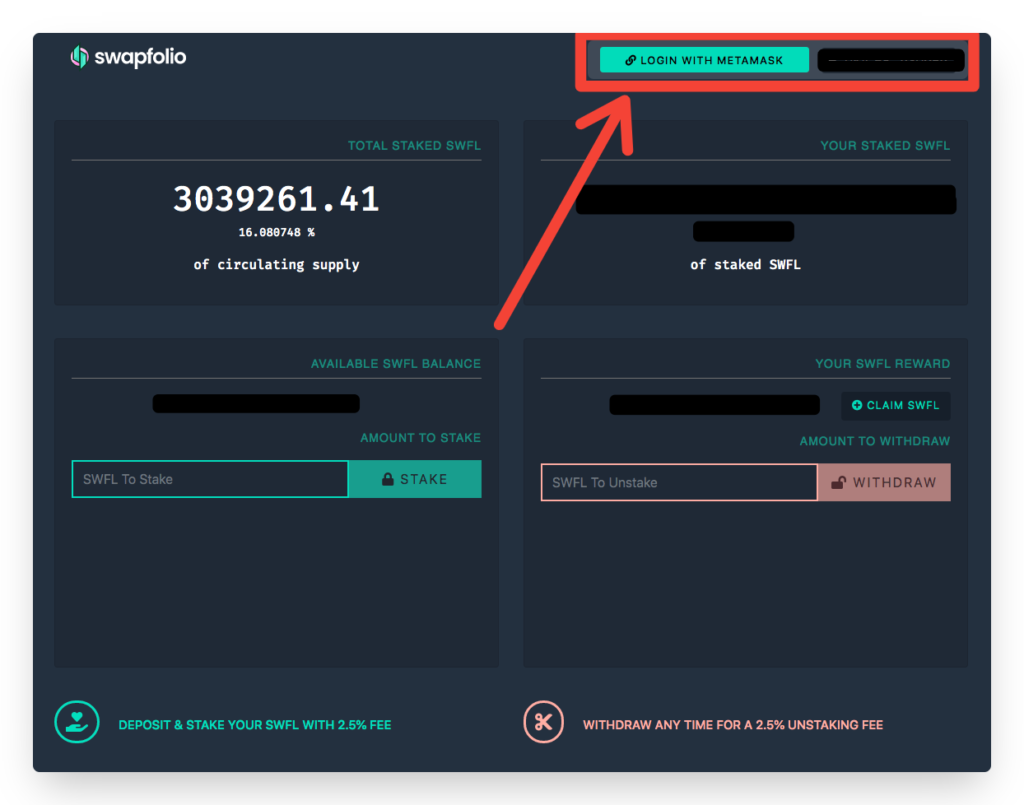 swapfolio
LOGIN WITH METAMASK
TOTAL STAKED SWFL
3039261.41
16.080748 %
of circulating supply
YOUR STAKED SWFL
of staked SWFL
AVAILABLE SWFL BALANCE
AMOUNT TO STAKE
SWFL To Stake
STAKE
YOUR SWFL REWARD
CLAIM SWFL
AMOUNT TO WITHDRAW
SWFL To Unstake
WITHDRAW
DEPOSIT & STAKE YOUR SWFL WITH 2.5% FEE
WITHDRAW ANY TIME FOR A 2.5% UNSTAKING FEE